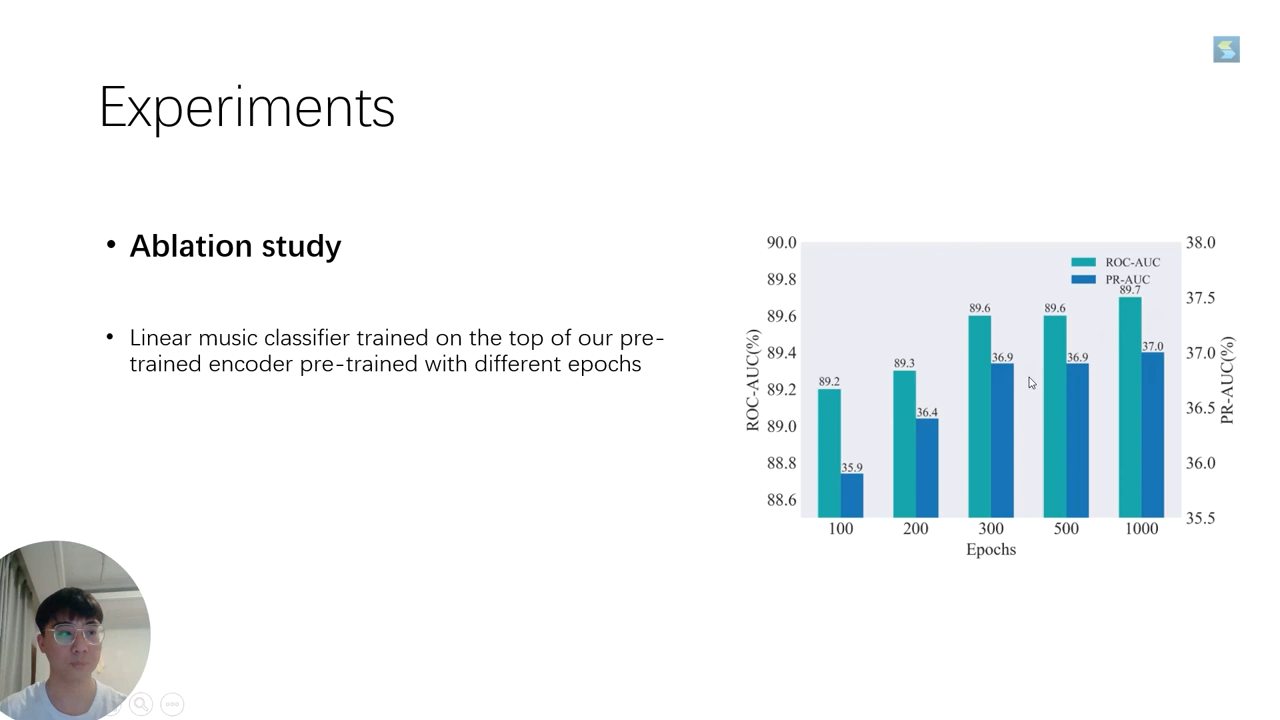 Experiments
• Ablation study
• Linear music classifier trained on the top of our pre-
trained encoder pre-trained with different epochs
ROC-AUC(%)
90.0
89.8
89.6
89.4
89.2
89.0
88.8
88.6
ROC-AUC
PR-AUC
89.2
35.9
89.3
36.4
89.6
36.9
89.6
36.9
89.7
37.0
38.0
37.5
37.0
36.5
36.0
35.5
PR-AUC(%)
100 200 300 500 1000
Epochs